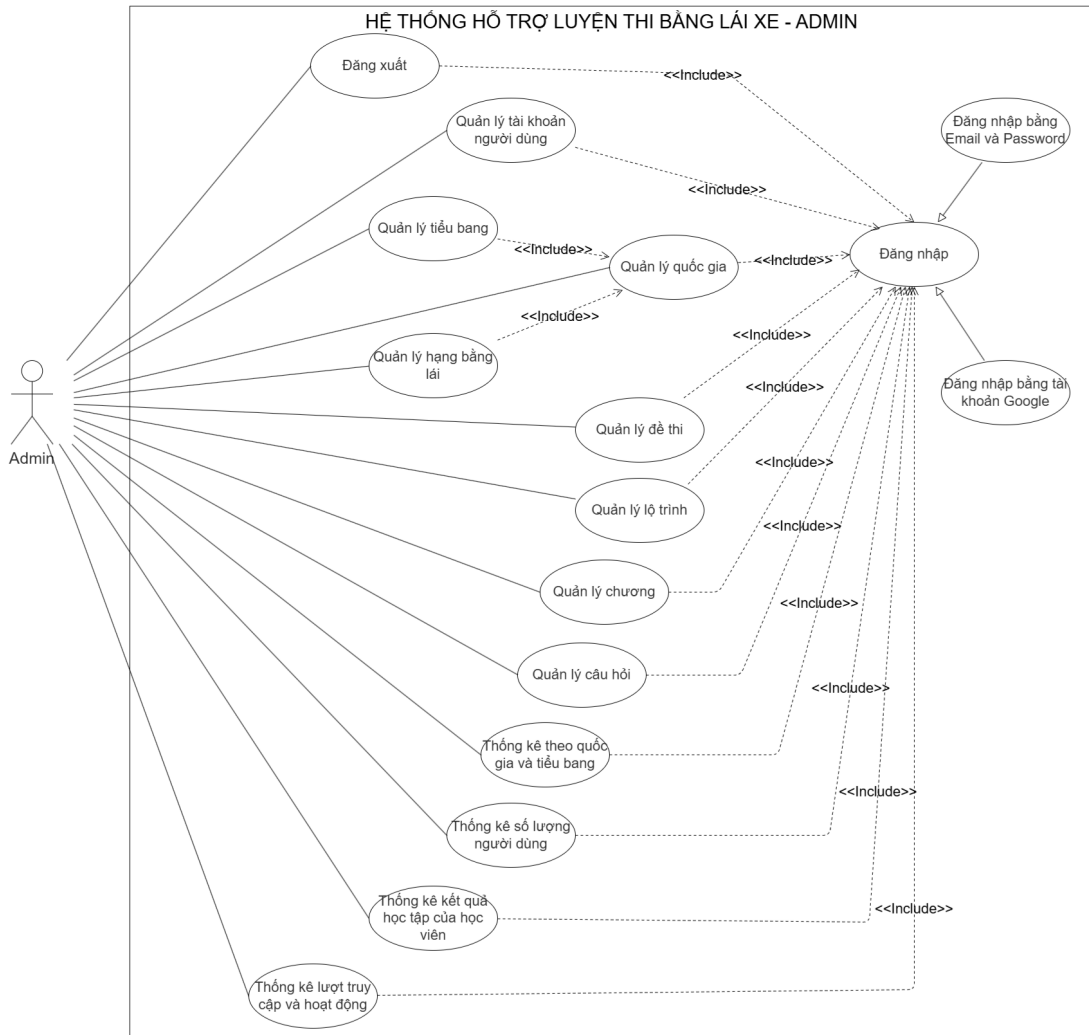 HỆ THỐNG HỖ TRỢ LUYỆN THI BẰNG LÁI XE - ADMIN
Đăng xuất
<<Include>>
Quản lý tài khoản
người dùng
<<Include>>
Đăng nhập bằng
Email và Password
Quản lý tiểu bang
<<Include>>
Quản lý quốc gia
<<Include>>
Đăng nhập
Quản lý hạng bằng
lái
<<Include>>
<<Include>>
Đăng nhập bằng tài
khoản Google
Admin
Quản lý đề thi
<<Include>>
Quản lý lộ trình
<<Include>>
Quản lý chương
<<Include>>
<<Include>>
Quản lý câu hỏi
<<Include>>
Thống kê theo quốc
gia và tiểu bang
<<Include>>
Thống kê số lượng
người dùng
<<Include>>
Thống kê kết quả
học tập của học
viên
<<Include>>
Thống kê lượt truy
cập và hoạt động